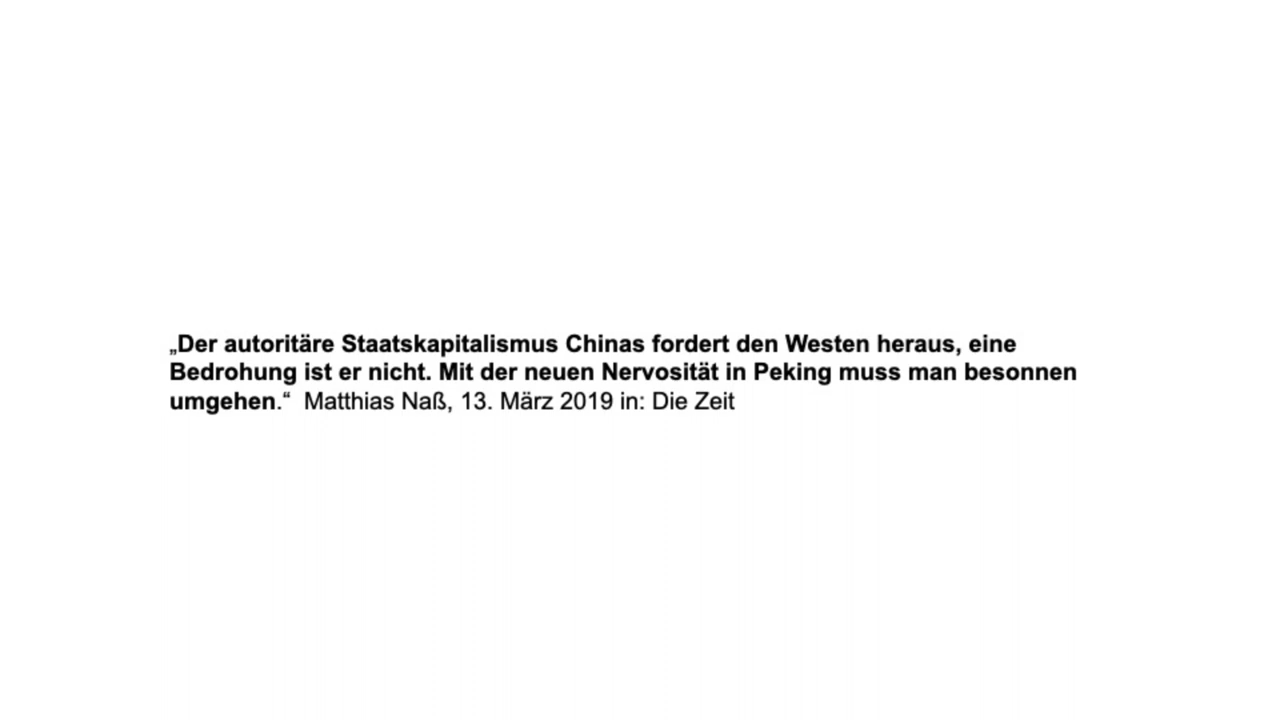 „Der autoritäre Staatskapitalismus Chinas fordert den Westen heraus, eine
Bedrohung ist er nicht. Mit der neuen Nervosität in Peking muss man besonnen
umgehen.“ Matthias Naß, 13. März 2019 in: Die Zeit